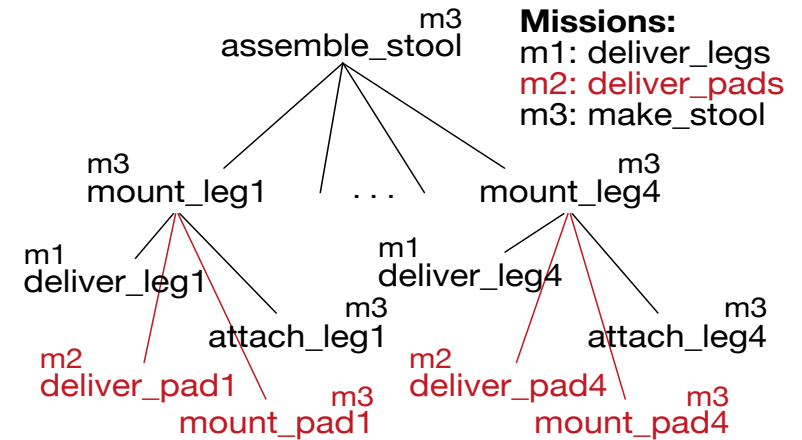 m3
assemble_stool
Missions:
m1: deliver_legs
m2: deliver_pads
m3: make_stool
m3
mount_leg1
. . .
m3
mount_leg4
m1
deliver_leg1
m1
deliver_leg4
m3
attach_leg1
m3
attach_leg4
m2
deliver_pad1
m3
mount_pad1
m2
deliver_pad4
m3
mount_pad4